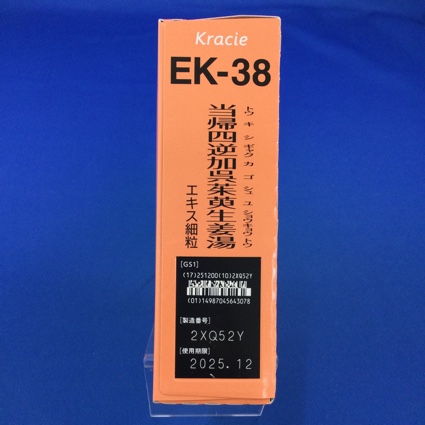 Kracie
EK-38
トウキシギャクカゴシュユショウキョウトウ
当帰四逆加呉茱萸生姜湯
エキス細粒
[GS1]
(17)251200(10)2XQ52Y
(01)14987045643078
[製造番号]
2XQ52Y
[使用期限]
2025.12